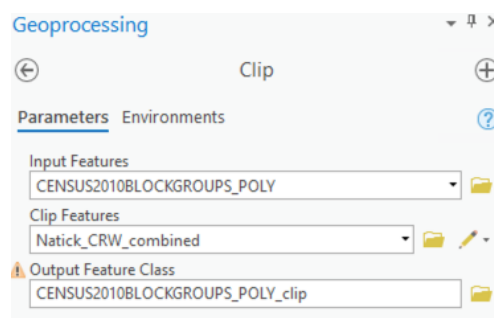 Geoprocessing
Clip
Parameters Environments
Input Features
CENSUS2010BLOCKGROUPS_POLY
Clip Features
Natick_CRW_combined
Output Feature Class
CENSUS2010BLOCKGROUPS_POLY_clip